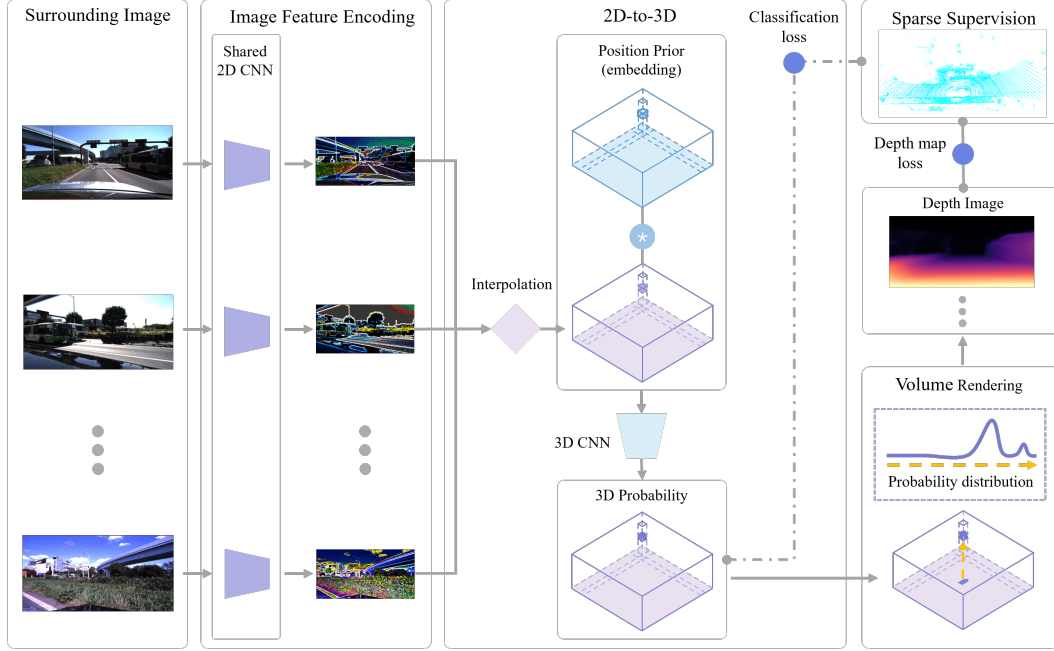 Surrounding Image
Image Feature Encoding
Shared
2D CNN
2D-to-3D
Position Prior
(embedding)
*
Interpolation
3D CNN
3D Probability
Classification
loss
Sparse Supervision
Depth map
loss
Depth Image
Volume Rendering
Probability distribution